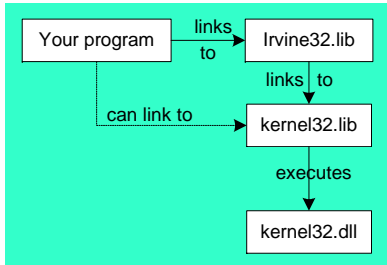 Your program
links
to
Irvine32.lib
links to
can link to
kernel32.lib
executes
kernel32.dll